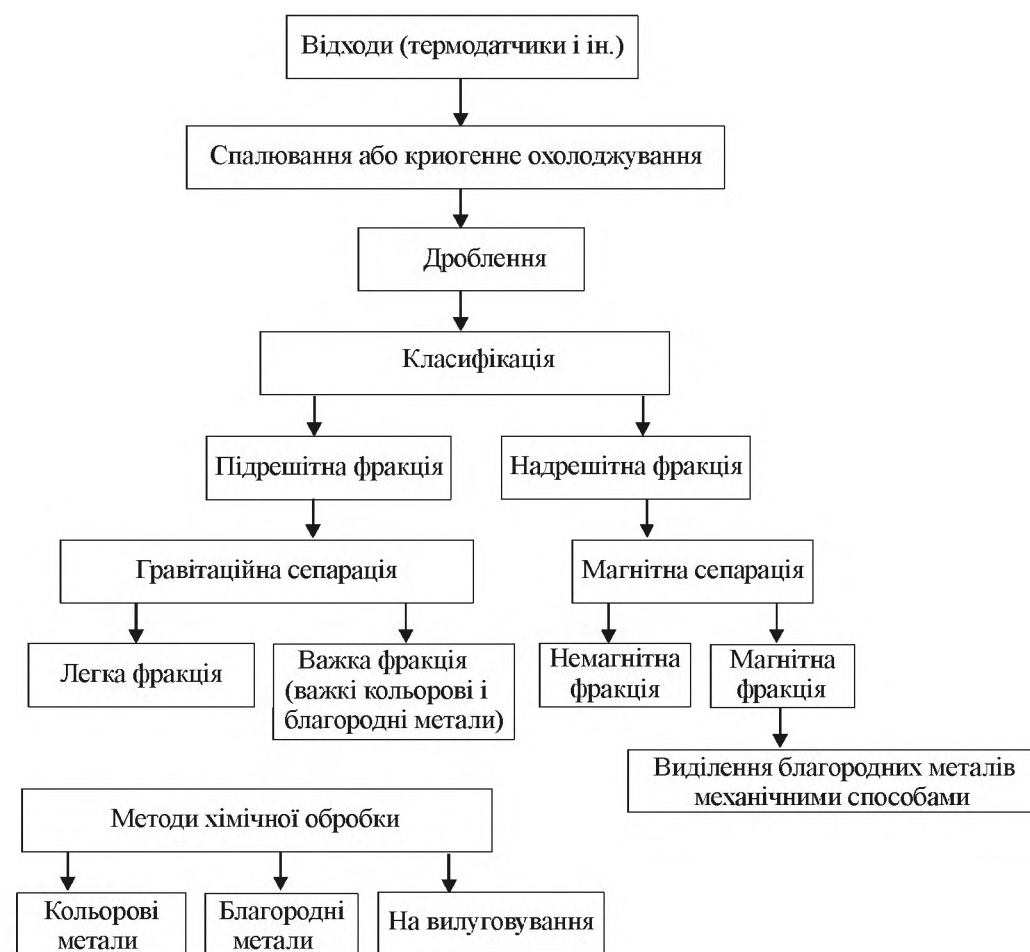 Відходи (термодатчики і ін.)
Спалювання або криогенне охолоджування
Дроблення
Класифікація
Підрешітна фракція
Надрешітна фракція
Гравітаційна сепарація
Магнітна сепарація
Легка фракція
Важка фракція
(важкі кольорові і
благородні метали)
Немагнітна
фракція
Магнітна
фракція
Виділення благородних металів
механічними способами
Методи хімічної обробки
Кольорові
метали
Благородні
метали
На вилуговування